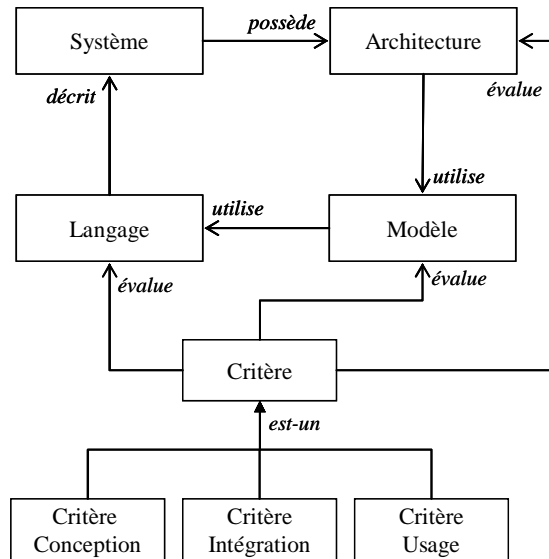 possède
Système
Architecture
décrit
évalue
utilise
utilise
Langage
Modèle
évalue
évalue
Critère
est-un
Critère
Conception
Critère
Intégration
Critère
Usage